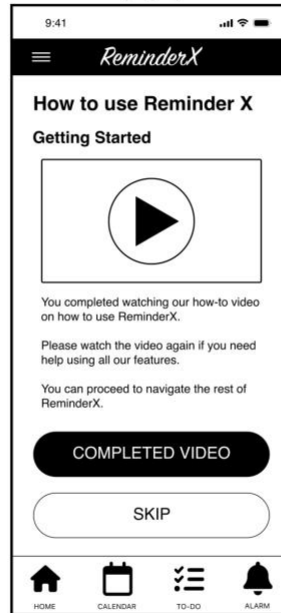 9:41
ReminderX
How to use Reminder X
Getting Started
You completed watching our how-to video
on how to use ReminderX.
Please watch the video again if you need
help using all our features.
You can proceed to navigate the rest of
ReminderX.
COMPLETED VIDEO
SKIP
HOME CALENDAR TO-DO ALARM